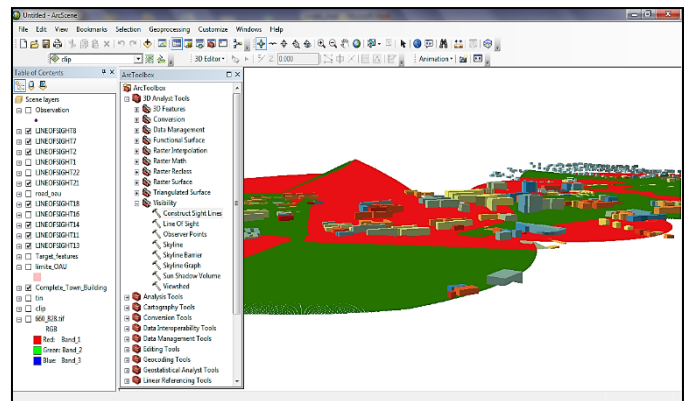 Untitled - ArcScene
File Edit View Bookmarks Selection Geoprocessing Customize Windows Help
clip
3D Editor
0.000
Animation
Table of Contents
Scene layers
Observation
LINEOFSIGHT8
LINEOFSIGHT7
LINEOFSIGHT2
LINEOFSIGHT1
LINEOFSIGHT22
LINEOFSIGHT21
road_oau
LINEOFSIGHT18
LINEOFSIGHT16
LINEOFSIGHT14
LINEOFSIGHT11
LINEOFSIGHT13
Target_features
limite_OAU
Complete_Town_Building
tin
clip
660_B2B.tif
RGB
Red: Band_1
Green: Band_2
Blue: Band_3
ArcToolbox
ArcToolbox
3D Analyst Tools
3D Features
Conversion
Data Management
Functional Surface
Raster Interpolation
Raster Math
Raster Reclass
Raster Surface
Triangulated Surface
Visibility
Construct Sight Lines
Line Of Sight
Observer Points
Skyline
Skyline Barrier
Skyline Graph
Sun Shadow Volume
Viewshed
Analysis Tools
Cartography Tools
Conversion Tools
Data Interoperability Tools
Data Management Tools
Editing Tools
Geocoding Tools
Geostatistical Analyst Tools
Linear Referencing Tools